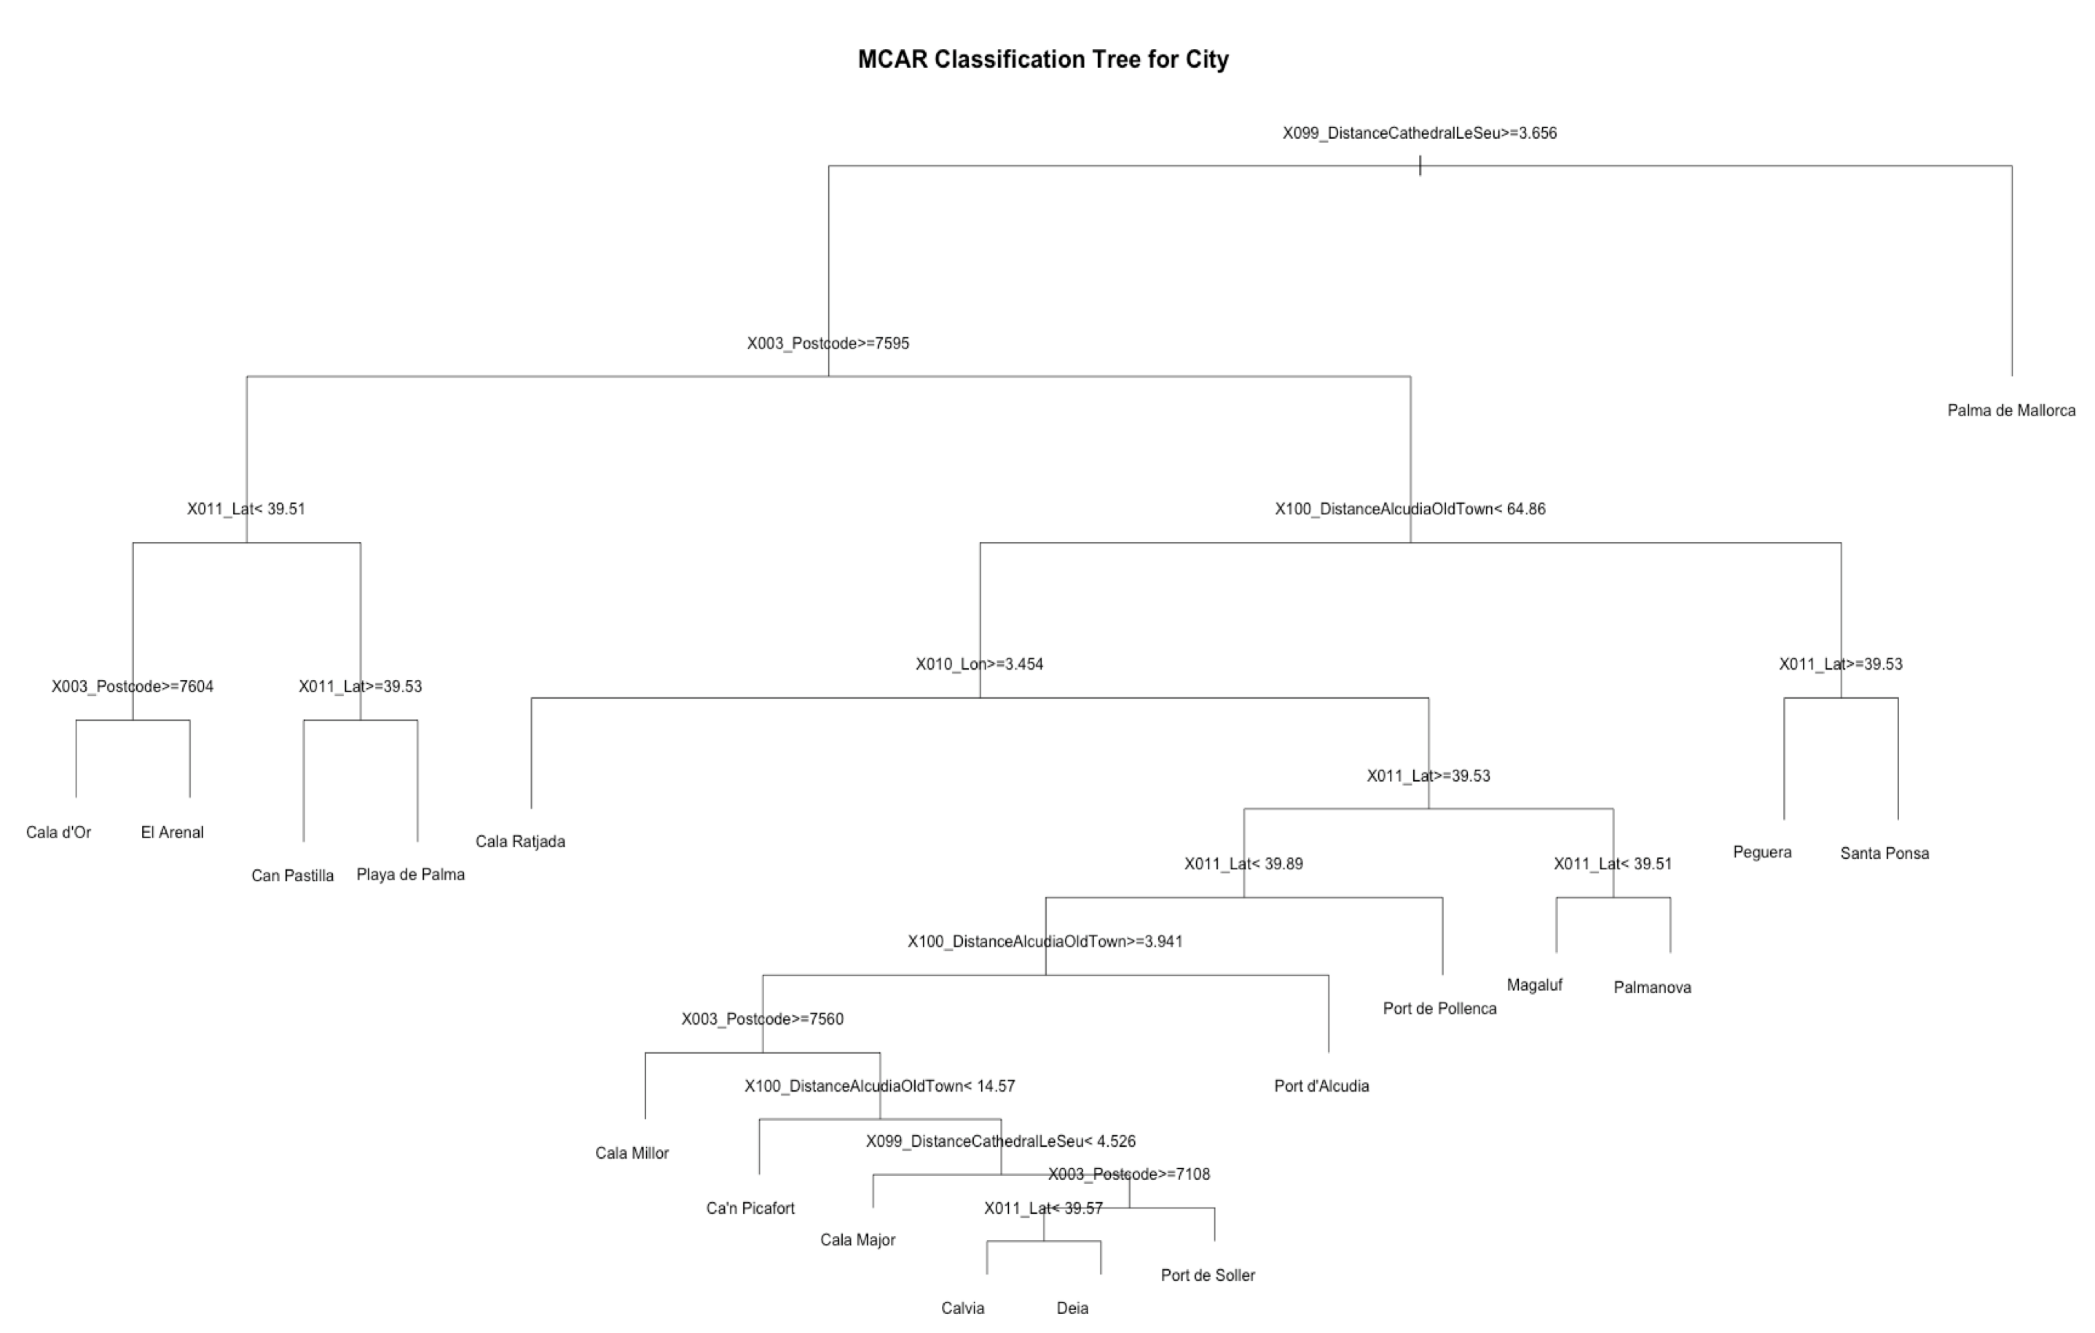 MCAR Classification Tree for City
X099_DistanceCathedralLeSeu>=3.656
X003_Postcode>=7595
Palma de Mallorca
X011_Lat< 39.51
X100_DistanceAlcudiaOldTown< 64.86
X010_Lon>=3.454
X011_Lat>=39.53
X003_Postcode>=7604
X011_Lat>=39.53
X011_Lat>=39.53
Cala d'Or
El Arenal
Cala Ratjada
Peguera
Santa Ponsa
X011_Lat< 39.89
X011_Lat< 39.51
Can Pastilla
Playa de Palma
X100_DistanceAlcudiaOldTown>=3.941
Magaluf
Palmanova
Port de Pollenca
X003_Postcode>=7560
X100_DistanceAlcudiaOldTown< 14.57
Port d'Alcudia
X099_DistanceCathedralLeSeu< 4.526
Cala Millor
X003_Postcode>=7108
Ca'n Picafort
X011_Lat< 39.57
Cala Major
Port de Soller
Calvia
Deia